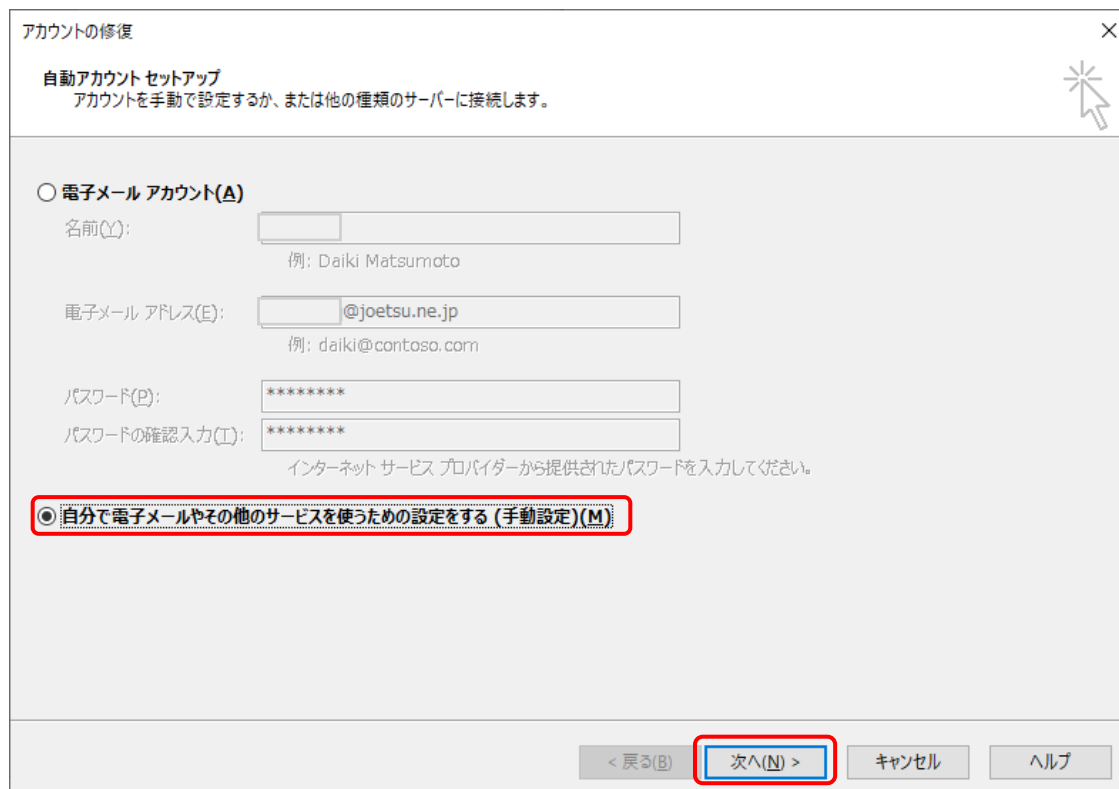 アカウントの修復
自動アカウント セットアップ
アカウントを手動で設定するか、または他の種類のサーバーに接続します。
電子メール アカウント(A)
名前(Y):
例: Daiki Matsumoto
電子メール アドレス(E): @joetsu.ne.jp
例: daiki@contoso.com
パスワード(P): ********
パスワードの確認入力(T): ********
インターネット サービス プロバイダーから提供されたパスワードを入力してください。
自分で電子メールやその他のサービスを使うための設定をする (手動設定)(M)
< 戻る(B) 次へ(N) > キャンセル ヘルプ